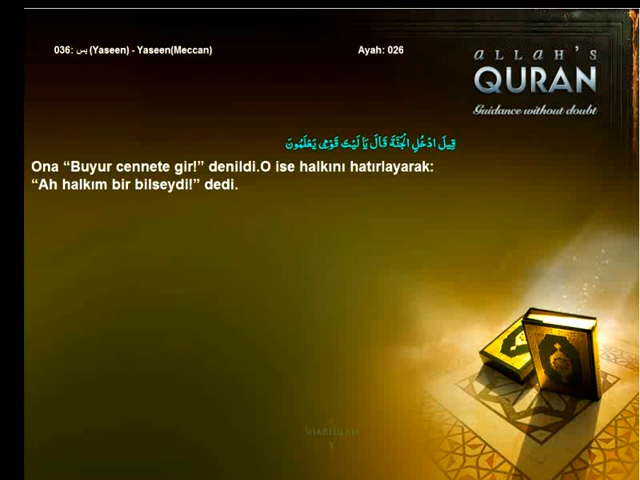 036: يس (Yaseen) - Yaseen(Meccan)
Ayah: 026
ALLAH'S
QURAN
Guidance without doubt
قِيلَ ادْخُلِ الْجَنَّةَ قَالَ يَا لَيْتَ قَوْمِي يَعْلَمُونَ
Ona “Buyur cennete gir!” denildi.O ise halkını hatırlayarak:
“Ah halkım bir bilseydi!” dedi.